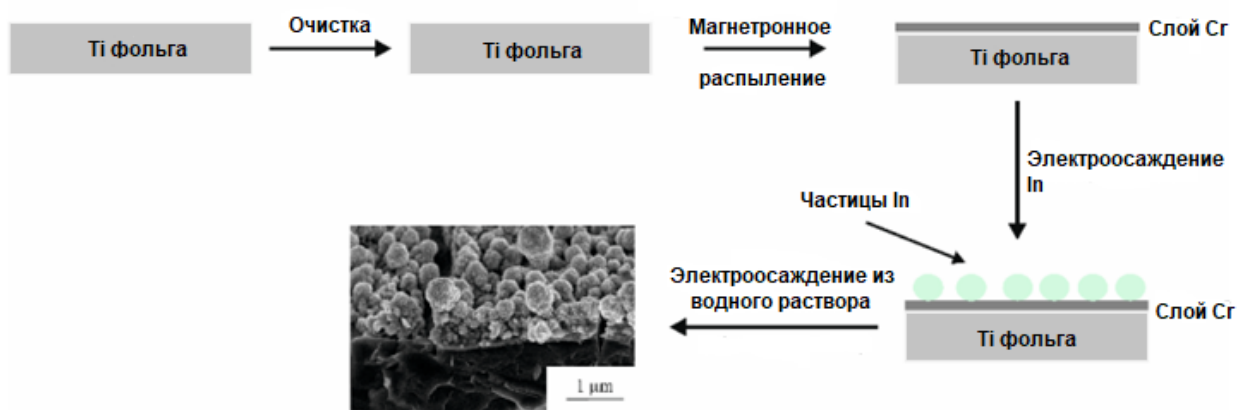 Ti фольга
Очистка
Ti фольга
Магнетронное
распыление
Слой Cr
Ti фольга
Электроосаждение
In
Частицы In
Электроосаждение из
водного раствора
Слой Cr
Ti фольга
1 μm